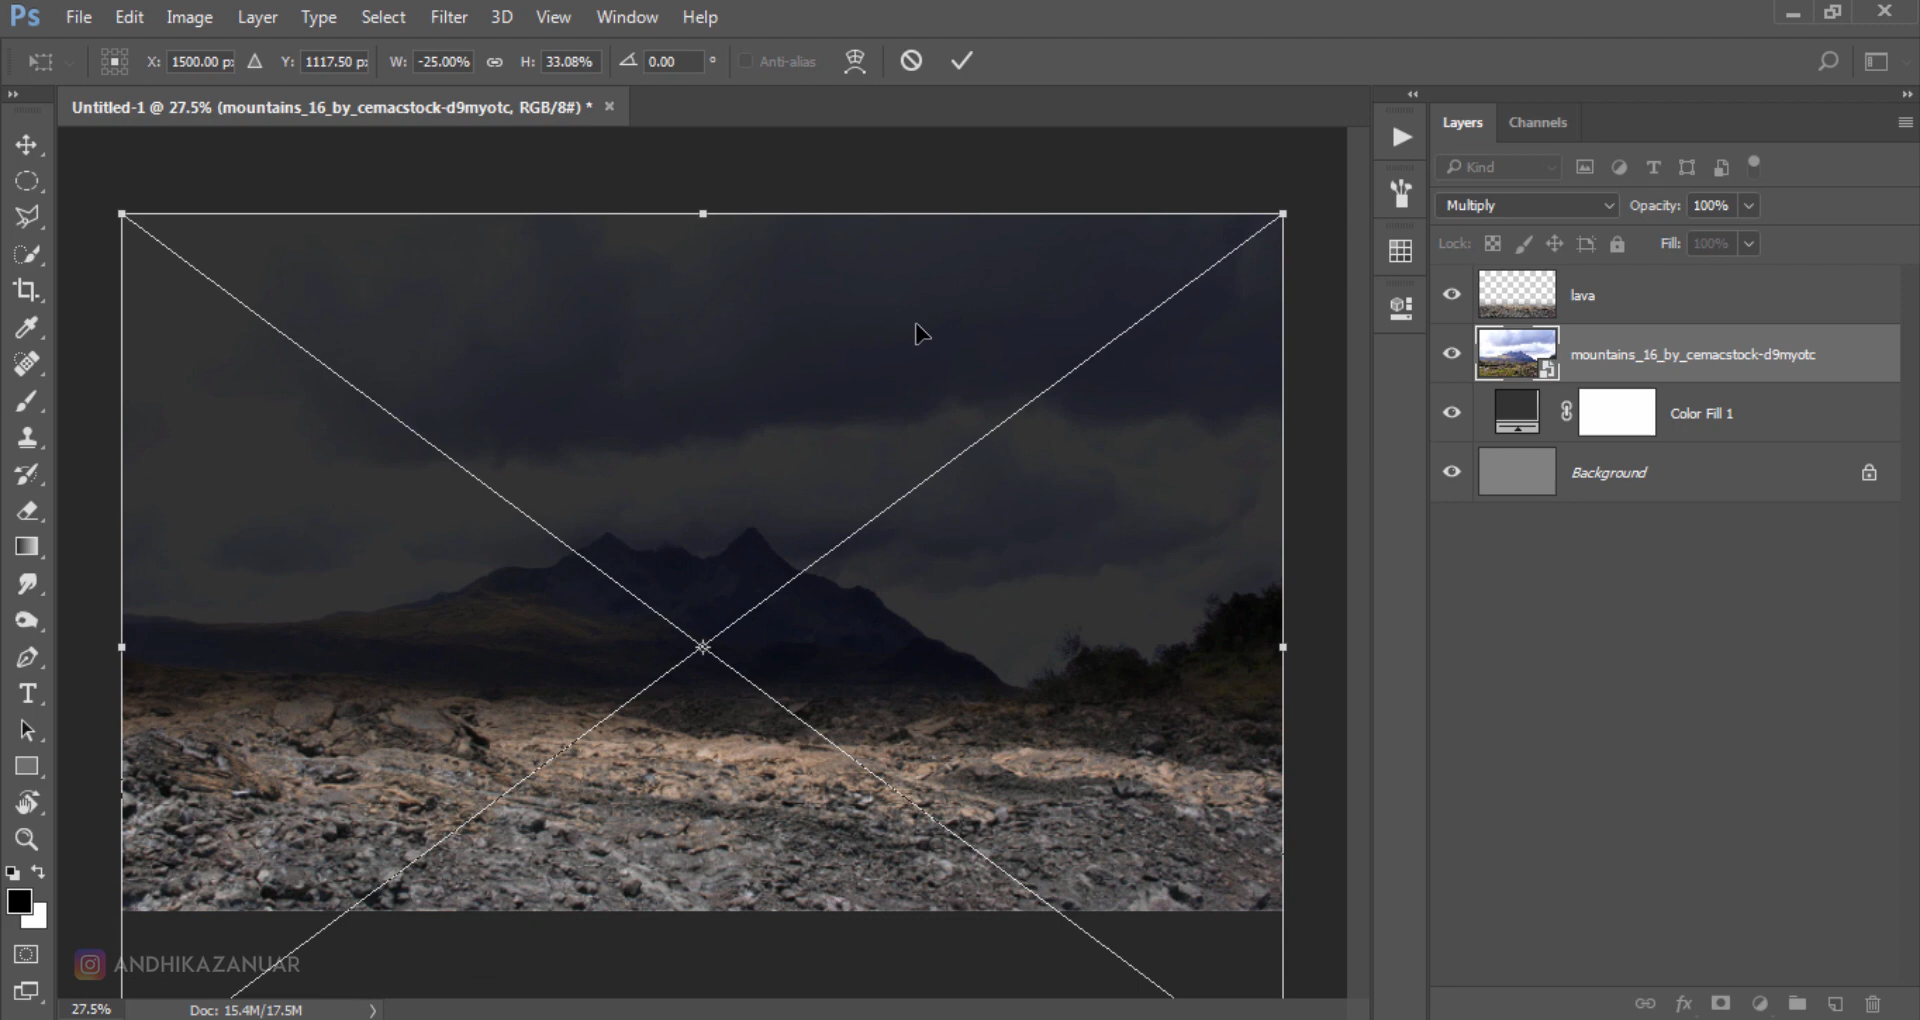 Ps File Edit Image Layer Type Select Filter 3D View Window Help
X: 1500.00 p Y: 1117.50 p W: -25.00% H: 33.08% 0.00 ° Anti-alias
Untitled-1 @ 27.5% (mountains_16_by_cemacstock-d9myotc, RGB/8#) * ×
Layers Channels
Kind
Multiply Opacity: 100%
Lock: Fill: 100%
lava
mountains_16_by_cemacstock-d9myotc
Color Fill 1
Background
ANDHIKAZANUAR
27.5% Doc: 15.4M/17.5M